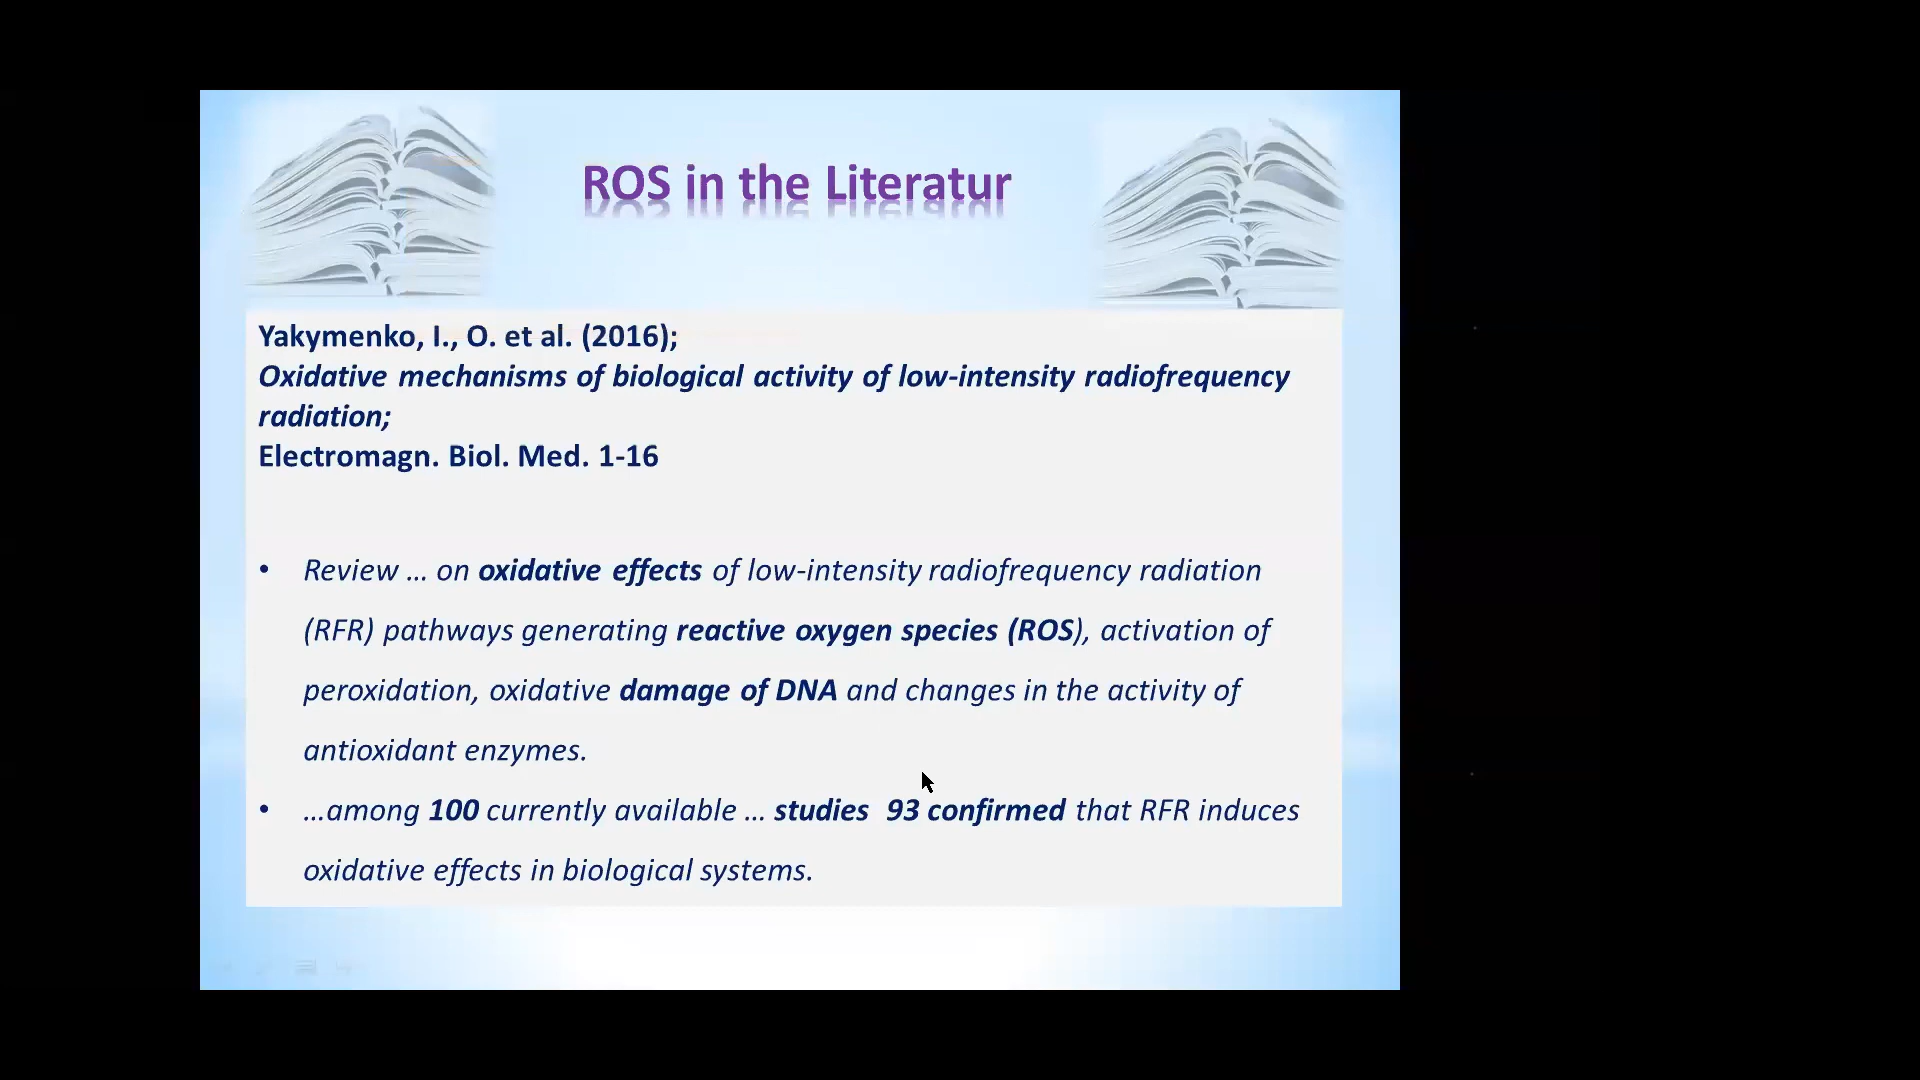 ROS in the Literatur
Yakymenko, I., O. et al. (2016);
Oxidative mechanisms of biological activity of low-intensity radiofrequency
radiation;
Electromagn. Biol. Med. 1-16
• Review ... on oxidative effects of low-intensity radiofrequency radiation
(RFR) pathways generating reactive oxygen species (ROS), activation of
peroxidation, oxidative damage of DNA and changes in the activity of
antioxidant enzymes.
• ...among 100 currently available ... studies 93 confirmed that RFR induces
oxidative effects in biological systems.